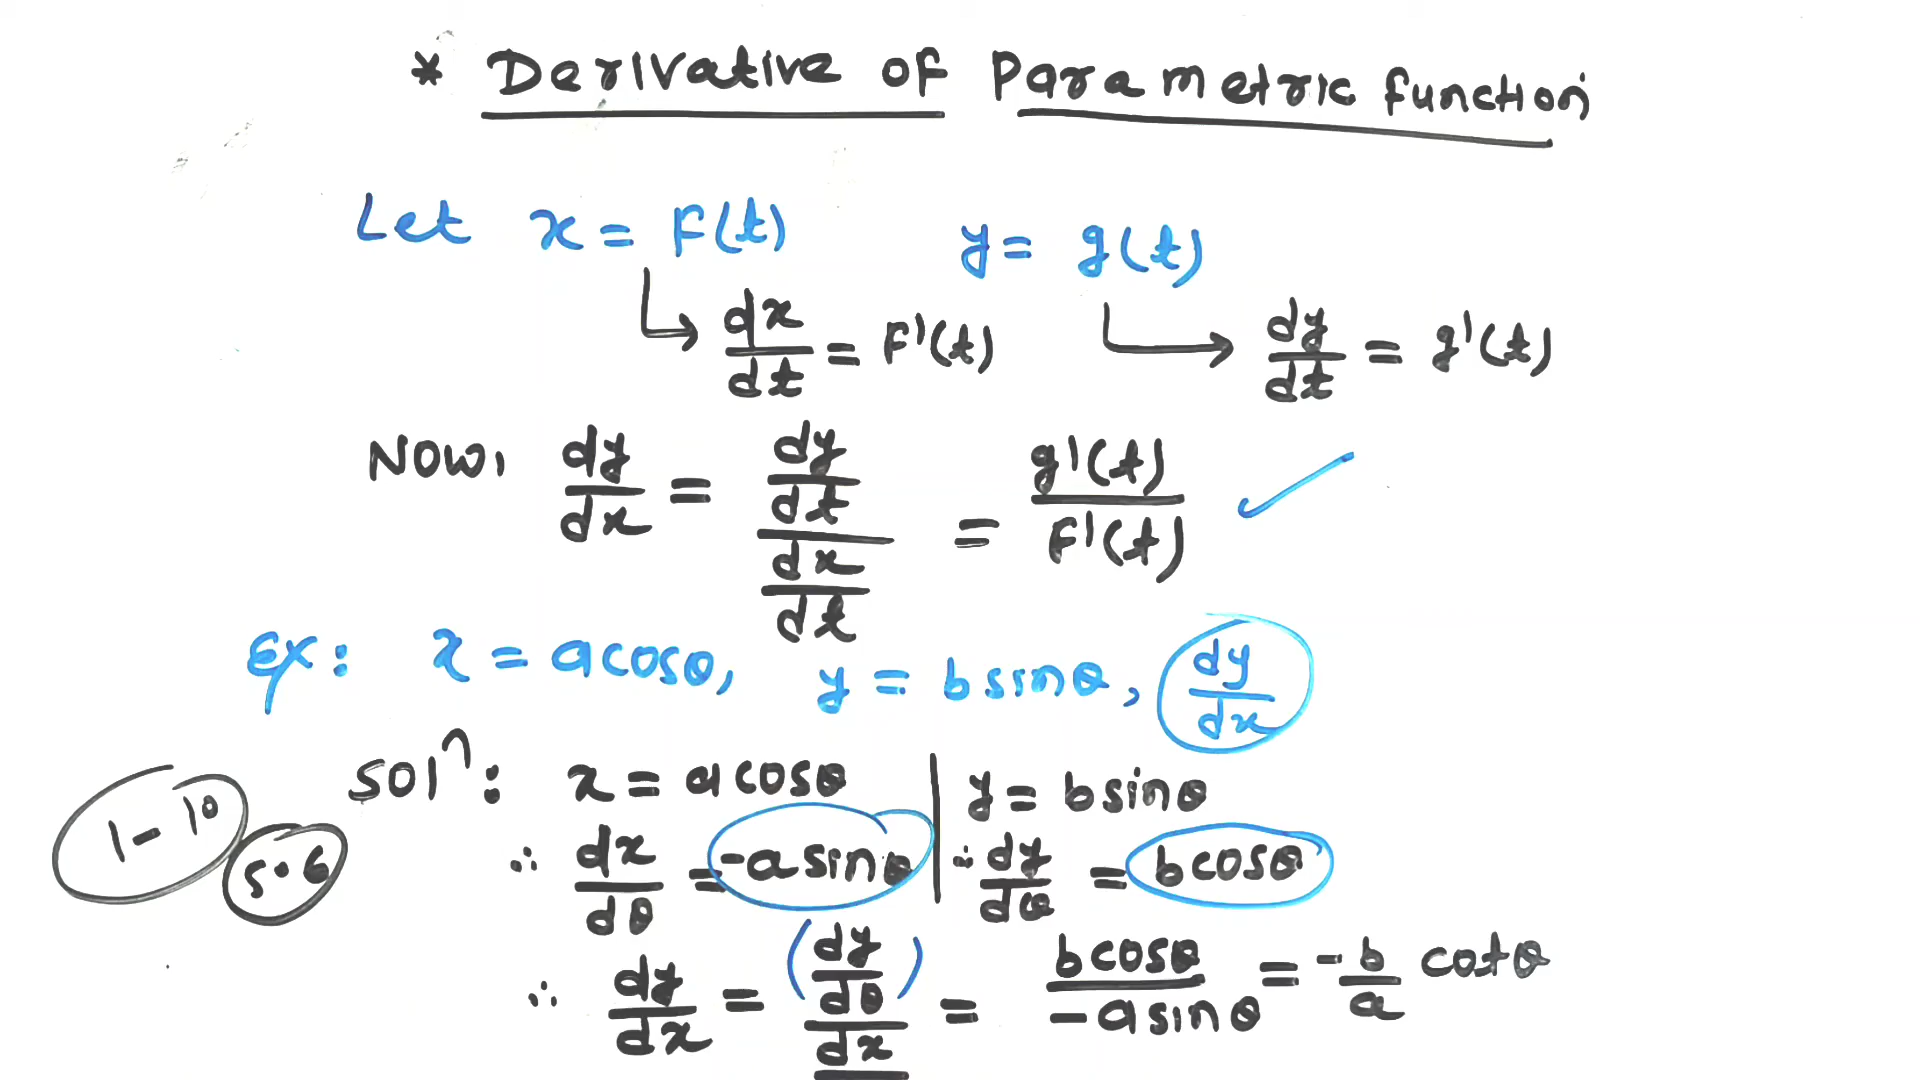 * Derivative of Parametric function
Let x = F(t)    y = g(t)
↳ dx/dt = F'(t)    ↳ dy/dt = g'(t)
Now, dy/dx = (dy/dt)/(dx/dt) = g'(t)/F'(t) ✓
Ex: x = acosθ, y = bsinθ, dy/dx
Solⁿ: x = acosθ | y = bsinθ
1-10
5.6
∴ dx/dθ = -asinθ | ∴ dy/dθ = bcosθ
∴ dy/dx = (dy/dθ)/dx = bcosθ/-asinθ = -b/a cotθ